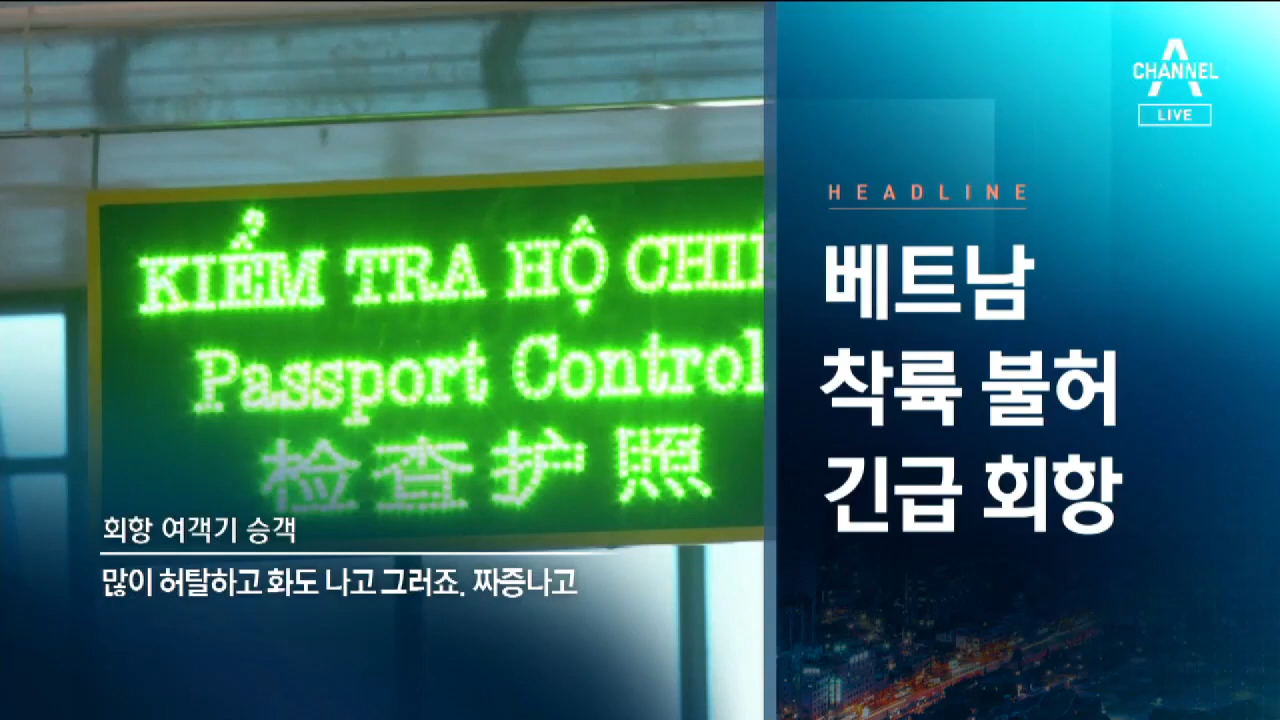 KIỂM TRA HỘ
Passport Control
检查护照
회항 여객기 승객
많이 허탈하고 화도 나고 그러죠. 짜증나고
CHANNEL A
LIVE
HEADLINE
베트남
착륙 불허
긴급 회항